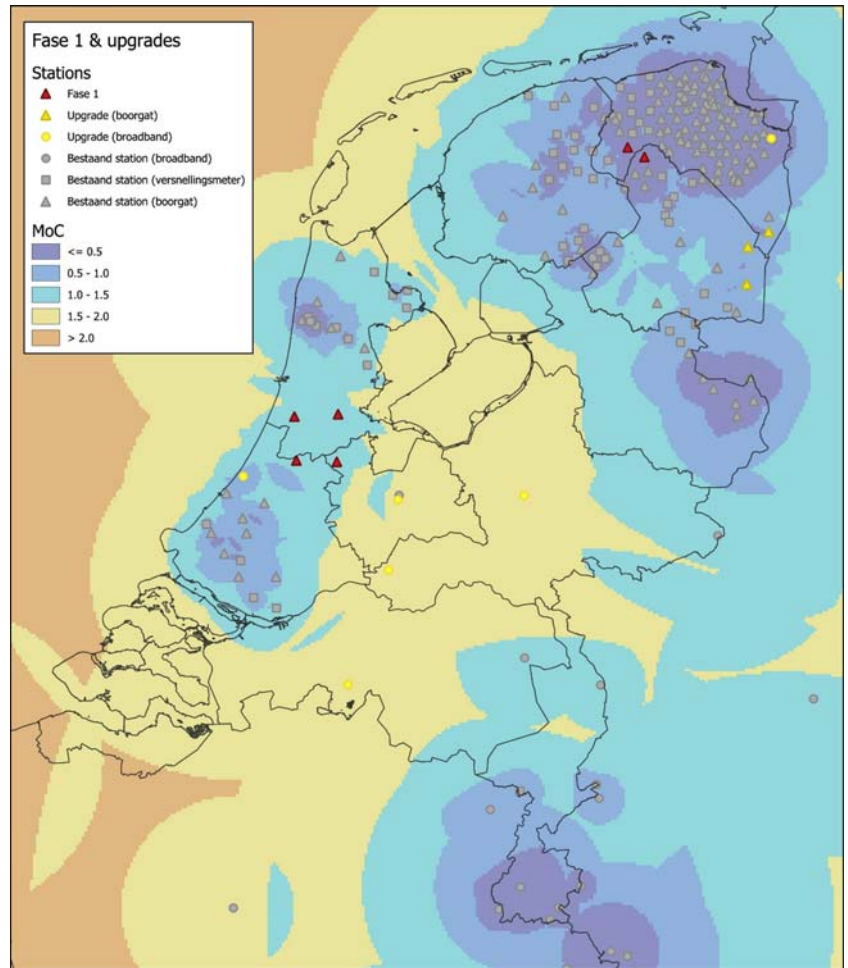 Fase 1 & upgrades
Stations
Fase 1
Upgrade (boorgat)
Upgrade (broadband)
Bestaand station (broadband)
Bestaand station (versnellingsmeter)
Bestaand station (boorgat)
MoC
<= 0.5
0.5 - 1.0
1.0 - 1.5
1.5 - 2.0
> 2.0